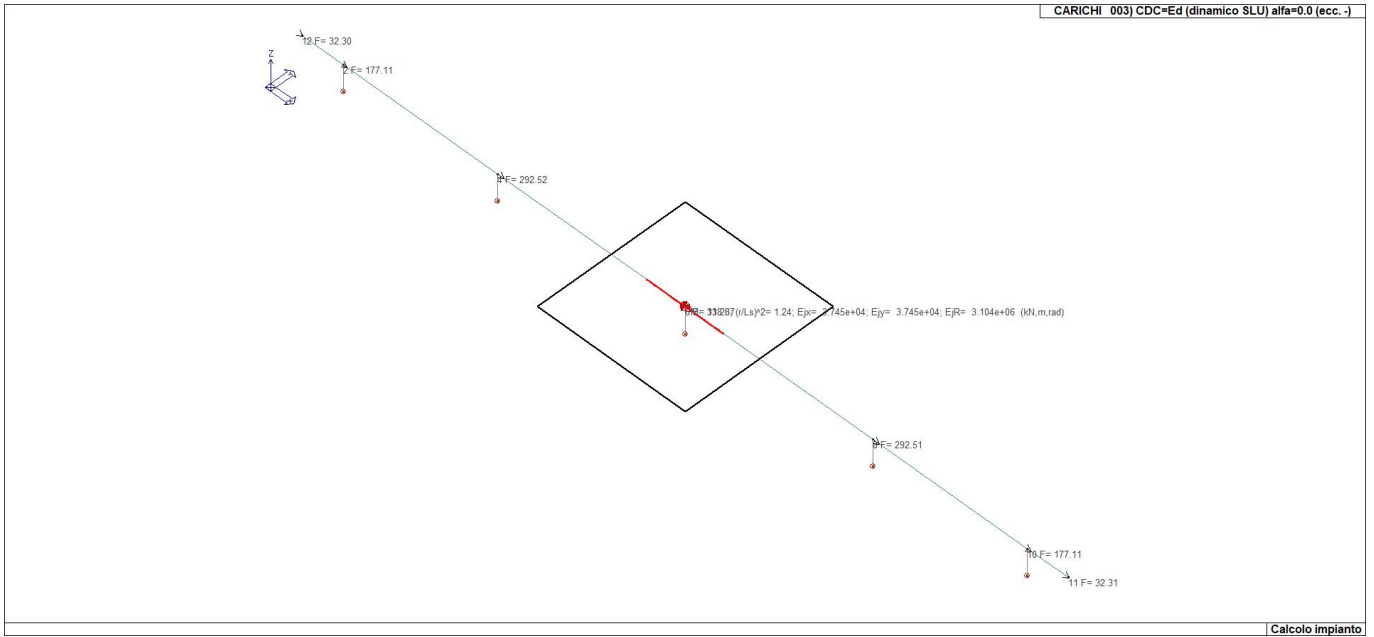 CARICHI 003) CDC=Ed (dinamico SLU) alfa=0.0 (ecc. -)
12 F= 32.30
Z
2 F= 177.11
4 F= 292.52
(r/Ls)^2= 1.24; Ejx= 3.745e+04; Ejy= 3.745e+04; EjR= 3.104e+06 (kN,m,rad)
F= 292.51
10 F= 177.11
11 F= 32.31
Calcolo impianto